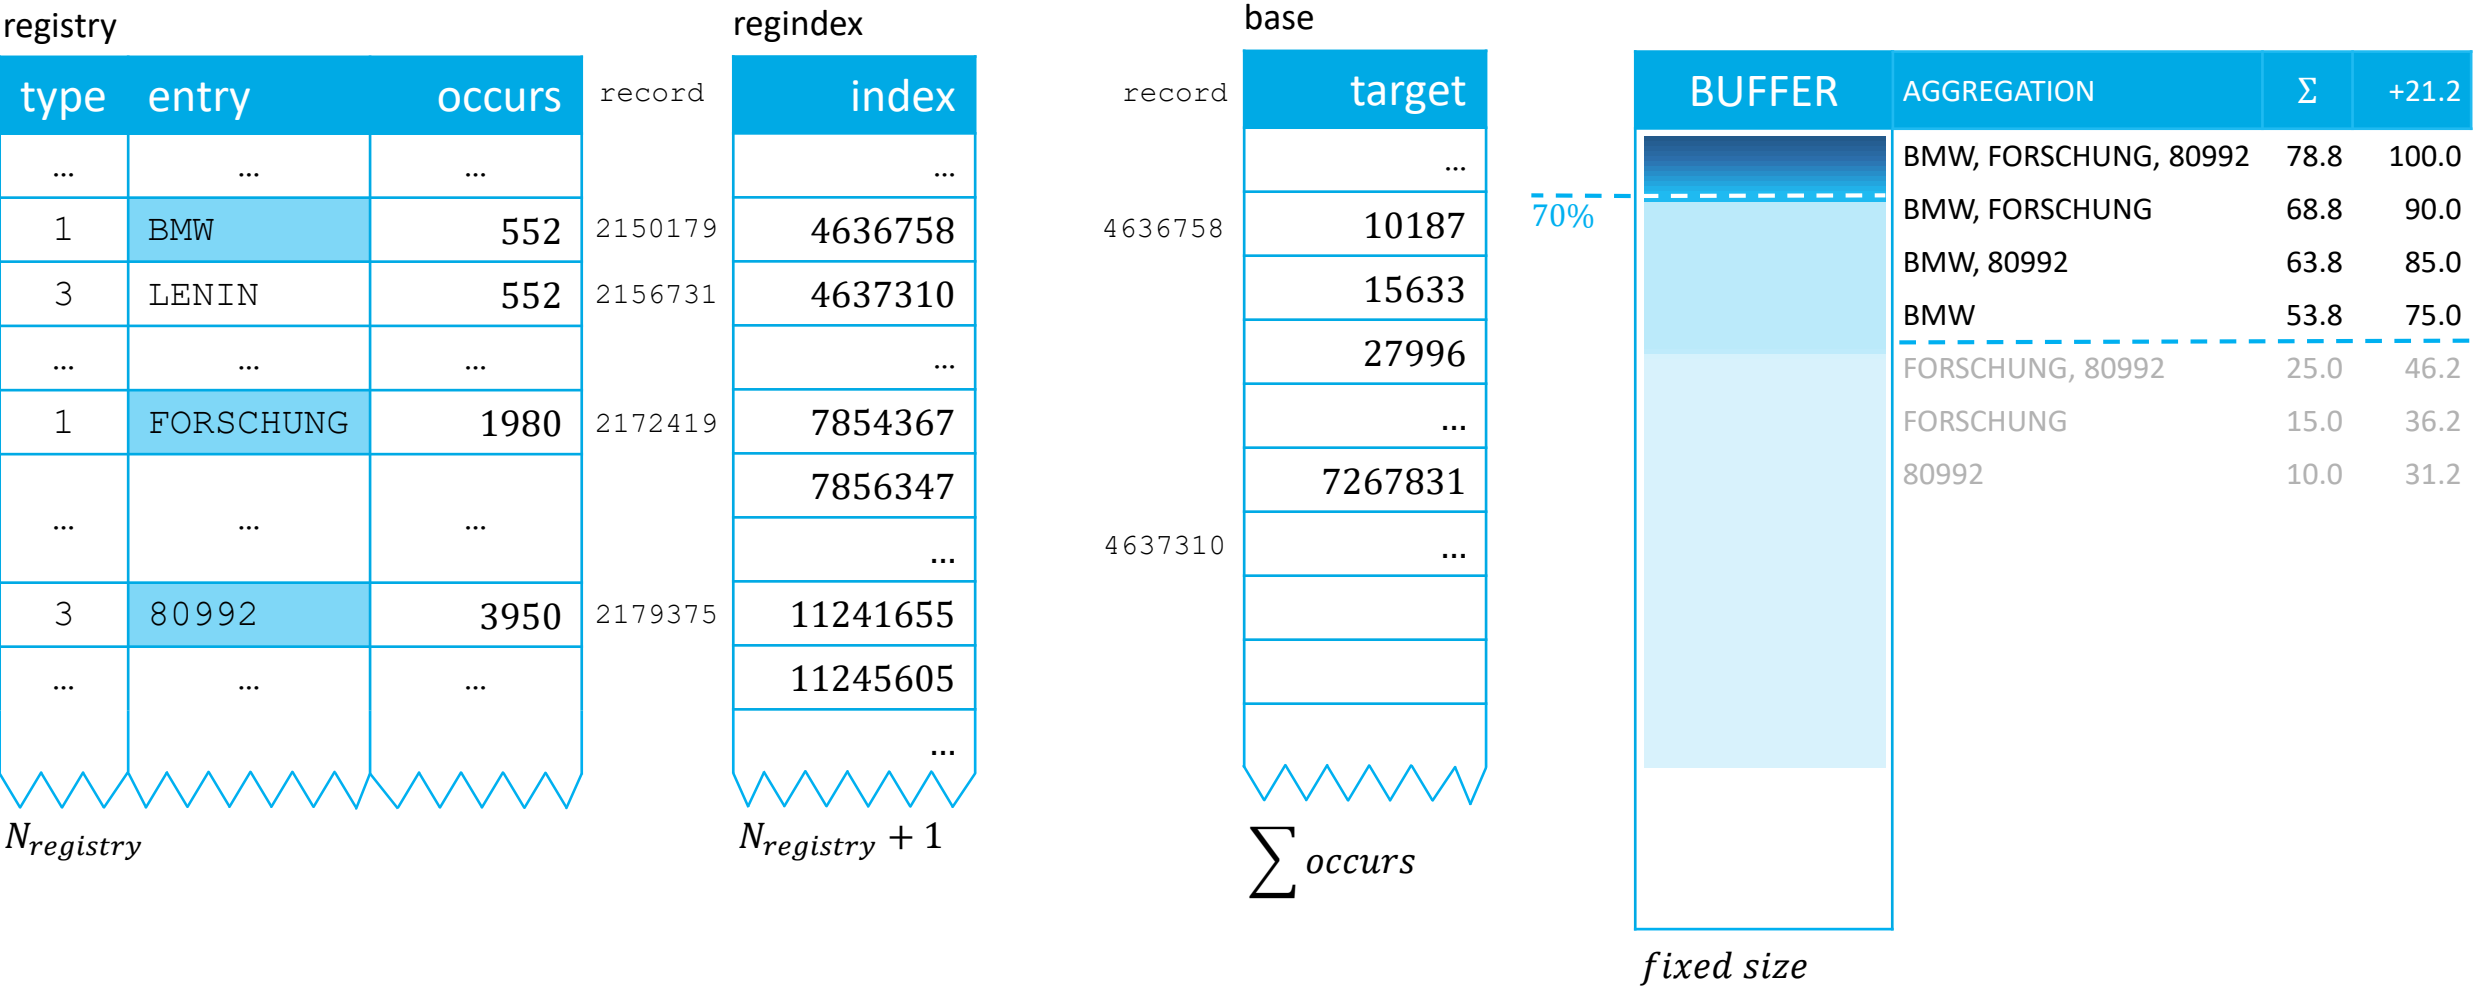 registry regindex base
type entry occurs record index record target BUFFER AGGREGATION Σ +21.2
... ... ... ... ... BMW, FORSCHUNG, 80992 78.8 100.0
1 BMW 552 2150179 4636758 4636758 10187 70% BMW, FORSCHUNG 68.8 90.0
BMW, 80992 63.8 85.0
3 LENIN 552 2156731 4637310 15633 BMW 53.8 75.0
... ... ... ... 27996 FORSCHUNG, 80992 25.0 46.2
1 FORSCHUNG 1980 2172419 7854367 ... FORSCHUNG 15.0 36.2
7856347 7267831 80992 10.0 31.2
... ... ... ... 4637310 ...
3 80992 3950 2179375 11241655
... ... ... 11245605
...
N_registry N_registry + 1 ∑ occurs
fixed size